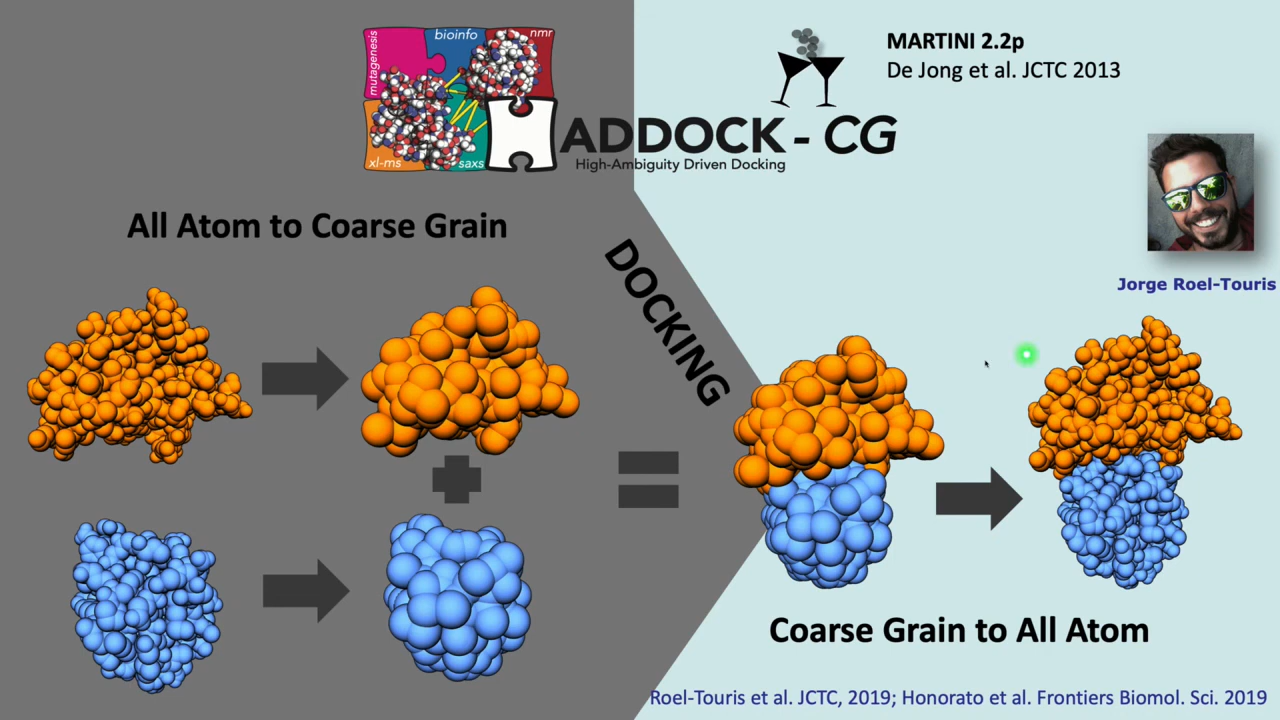 mutagenesis
bioinfo
nmr
xl-ms
saxs
ADDOCK - CG
High-Ambiguity Driven Docking
MARTINI 2.2p
De Jong et al. JCTC 2013
Jorge Roel-Touris
All Atom to Coarse Grain
DOCKING
Coarse Grain to All Atom
Roel-Touris et al. JCTC, 2019; Honorato et al. Frontiers Biomol. Sci. 2019